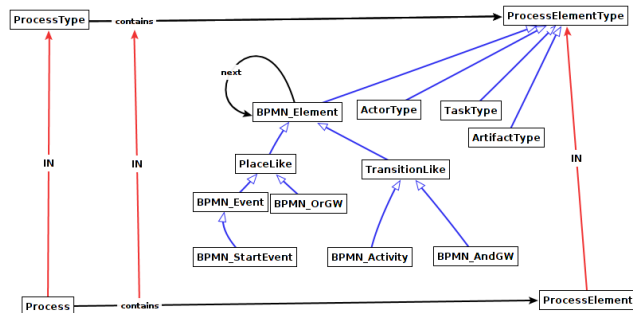 ProcessType
contains
ProcessElementType
next
BPMN_Element
ActorType
TaskType
ArtifactType
IN
IN
IN
PlaceLike
TransitionLike
BPMN_Event
BPMN_OrGW
BPMN_StartEvent
BPMN_Activity
BPMN_AndGW
Process
contains
ProcessElement